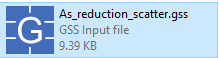 G
As_reduction_scatter.gss
GSS Input file
9.39 KB